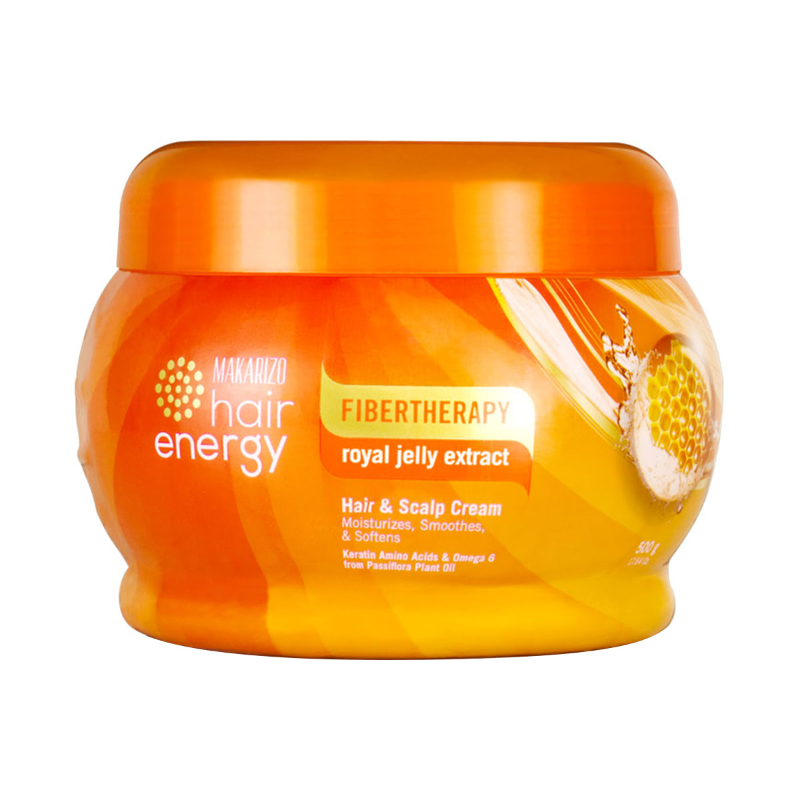 MAKARIZO
hair
energy
FIBERTHERAPY
royal jelly extract
Hair & Scalp Cream
Moisturizes, Smoothes,
& Softens
Keratin Amino Acids & Omega 6
from Passiflora Plant Oil
500 g